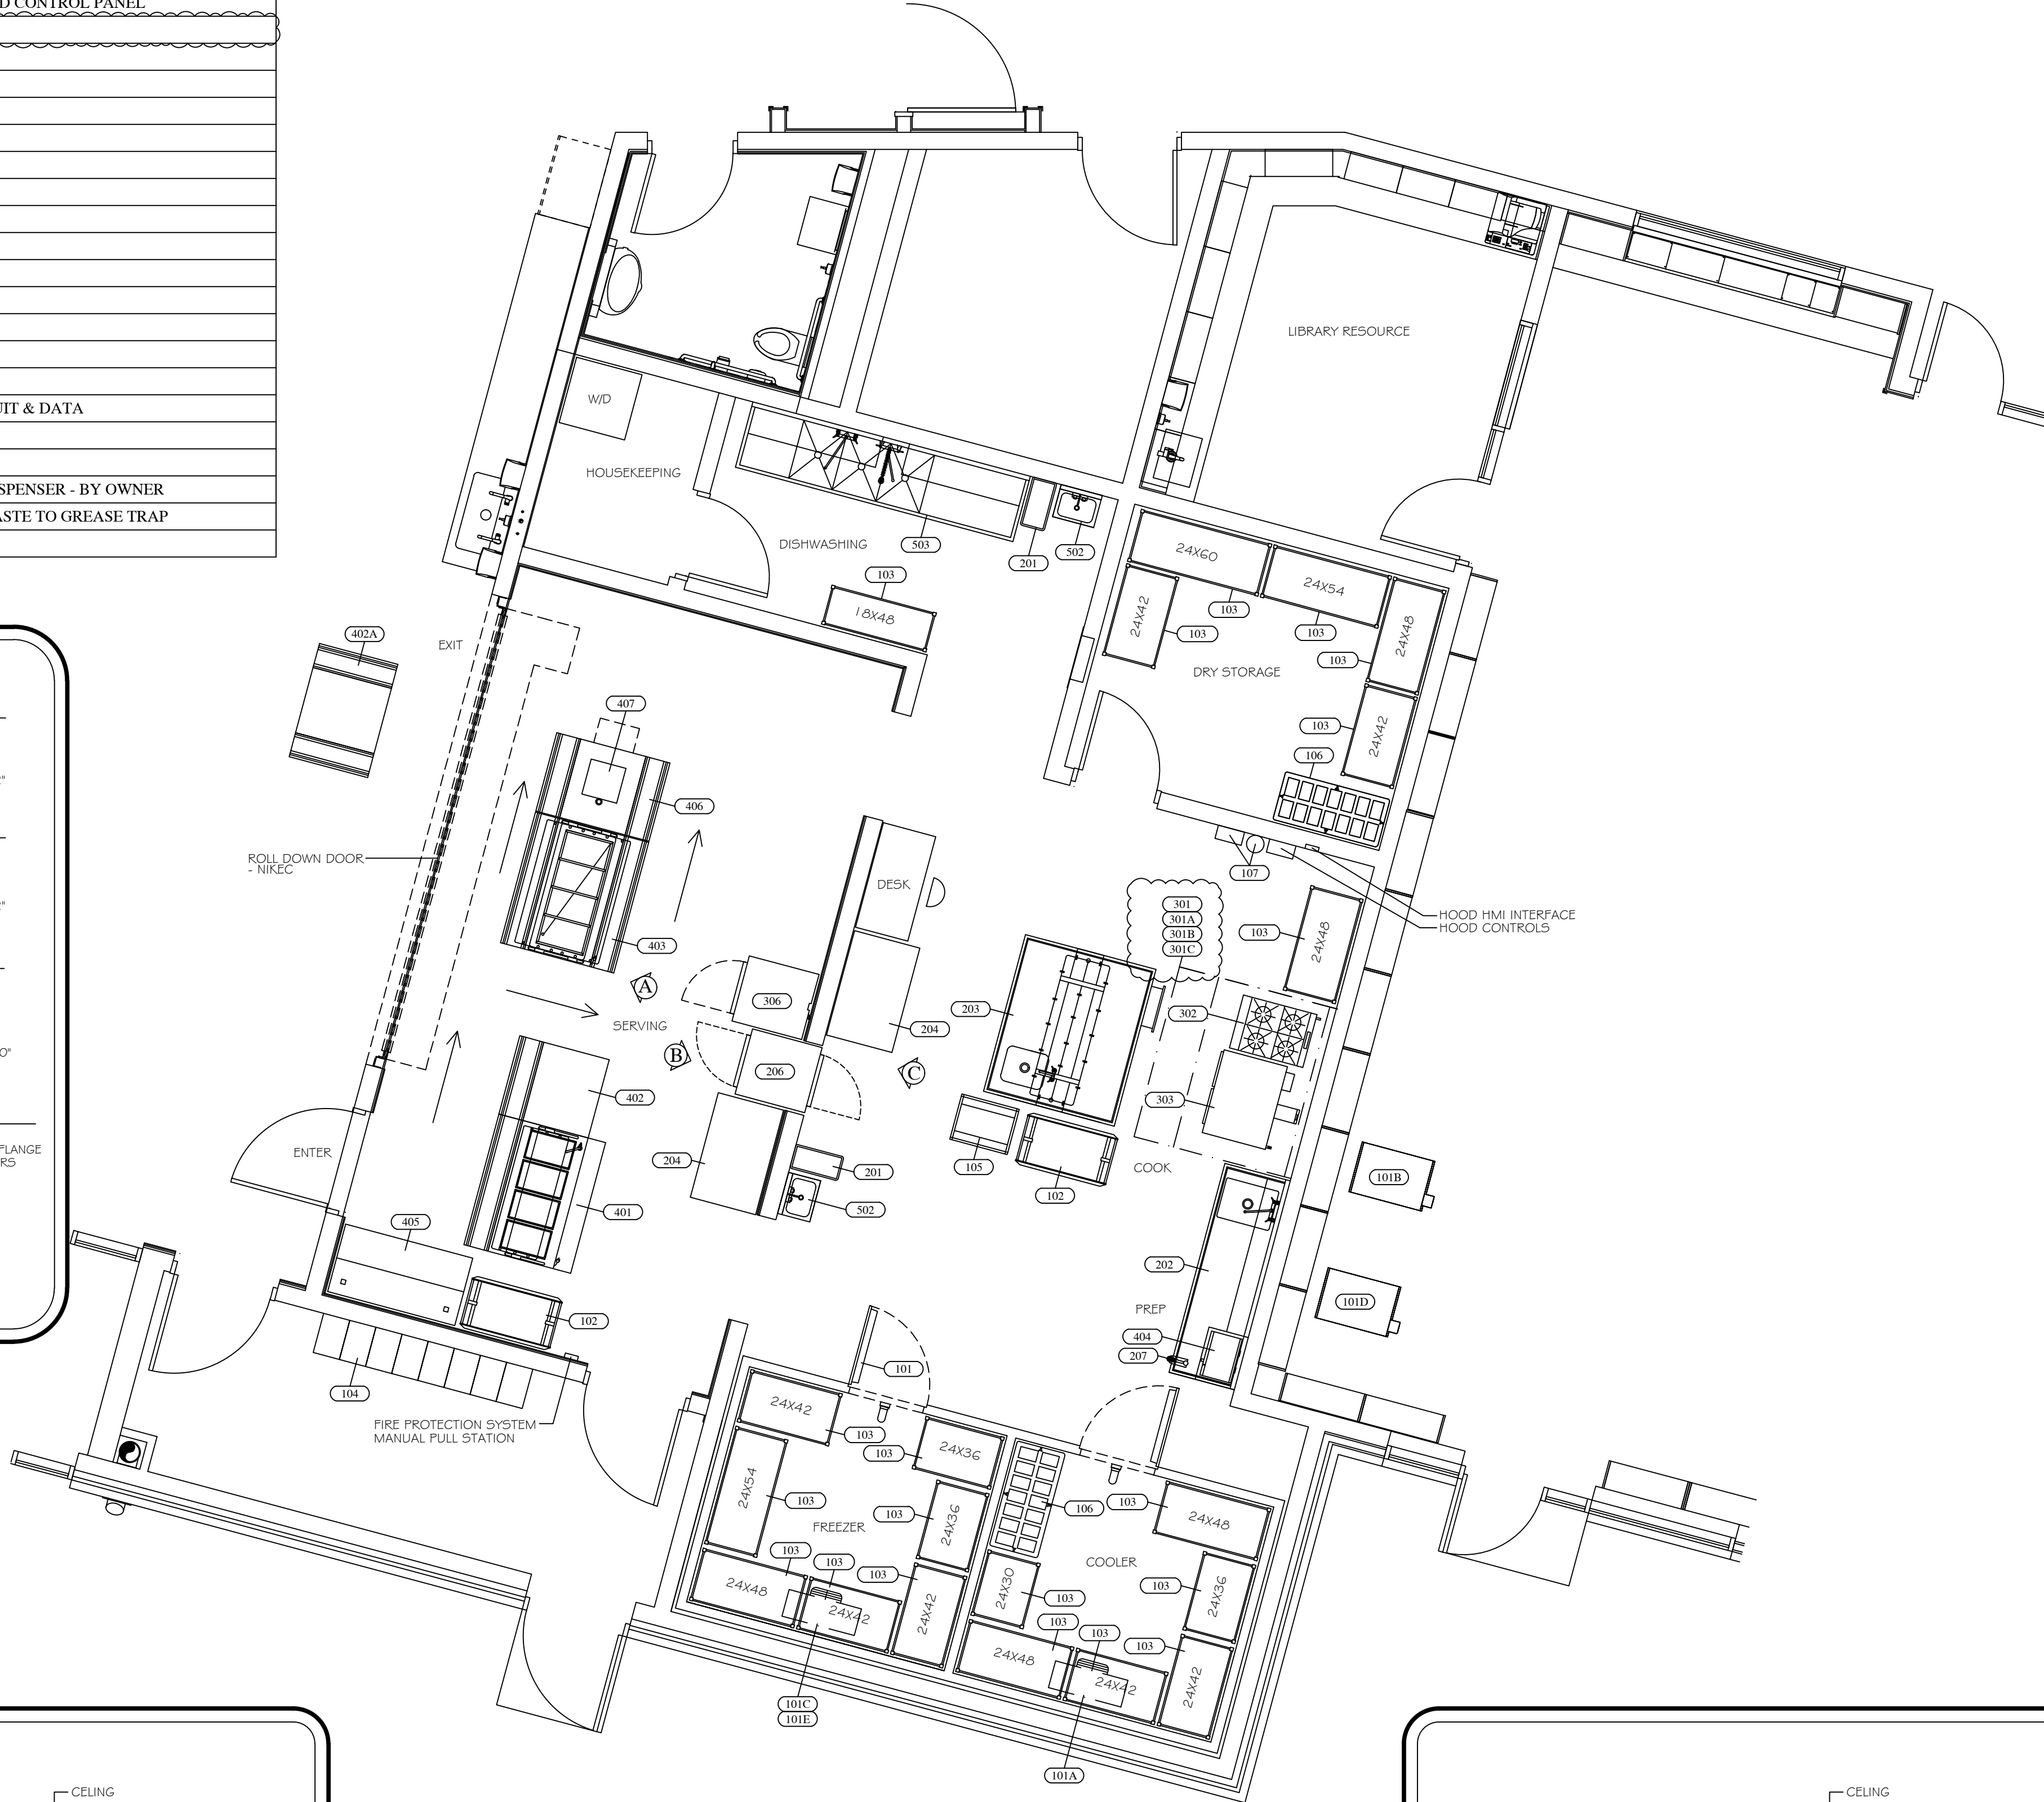 D CONTROL PANEL
UIT & DATA
SPENSER - BY OWNER
ASTE TO GREASE TRAP
LIBRARY RESOURCE
W/D
HOUSEKEEPING
DISHWASHING
503
201
502
103
18X48
24X60
24X54
24X42
103
103
103
24X48
103
DRY STORAGE
103
24X42
106
402A
EXIT
407
406
ROLL DOWN DOOR
- NIKEC
403
DESK
107
301
301A
301B
301C
103
24X48
HOOD HMI INTERFACE
HOOD CONTROLS
A
306
SERVING
204
203
302
B
206
C
402
303
ENTER
204
201
105
COOK
102
101B
401
502
405
202
101D
PREP
102
404
207
101
104
FIRE PROTECTION SYSTEM
MANUAL PULL STATION
24X42
103
103
24X36
24X54
103
103
24X36
106
103
24X48
FREEZER
COOLER
103
103
103
24X48
24X42
24X42
24X30
103
103
24X36
103
103
103
24X48
24X42
24X42
101C
101E
101A
FLANGE
RS
CELING
CELING